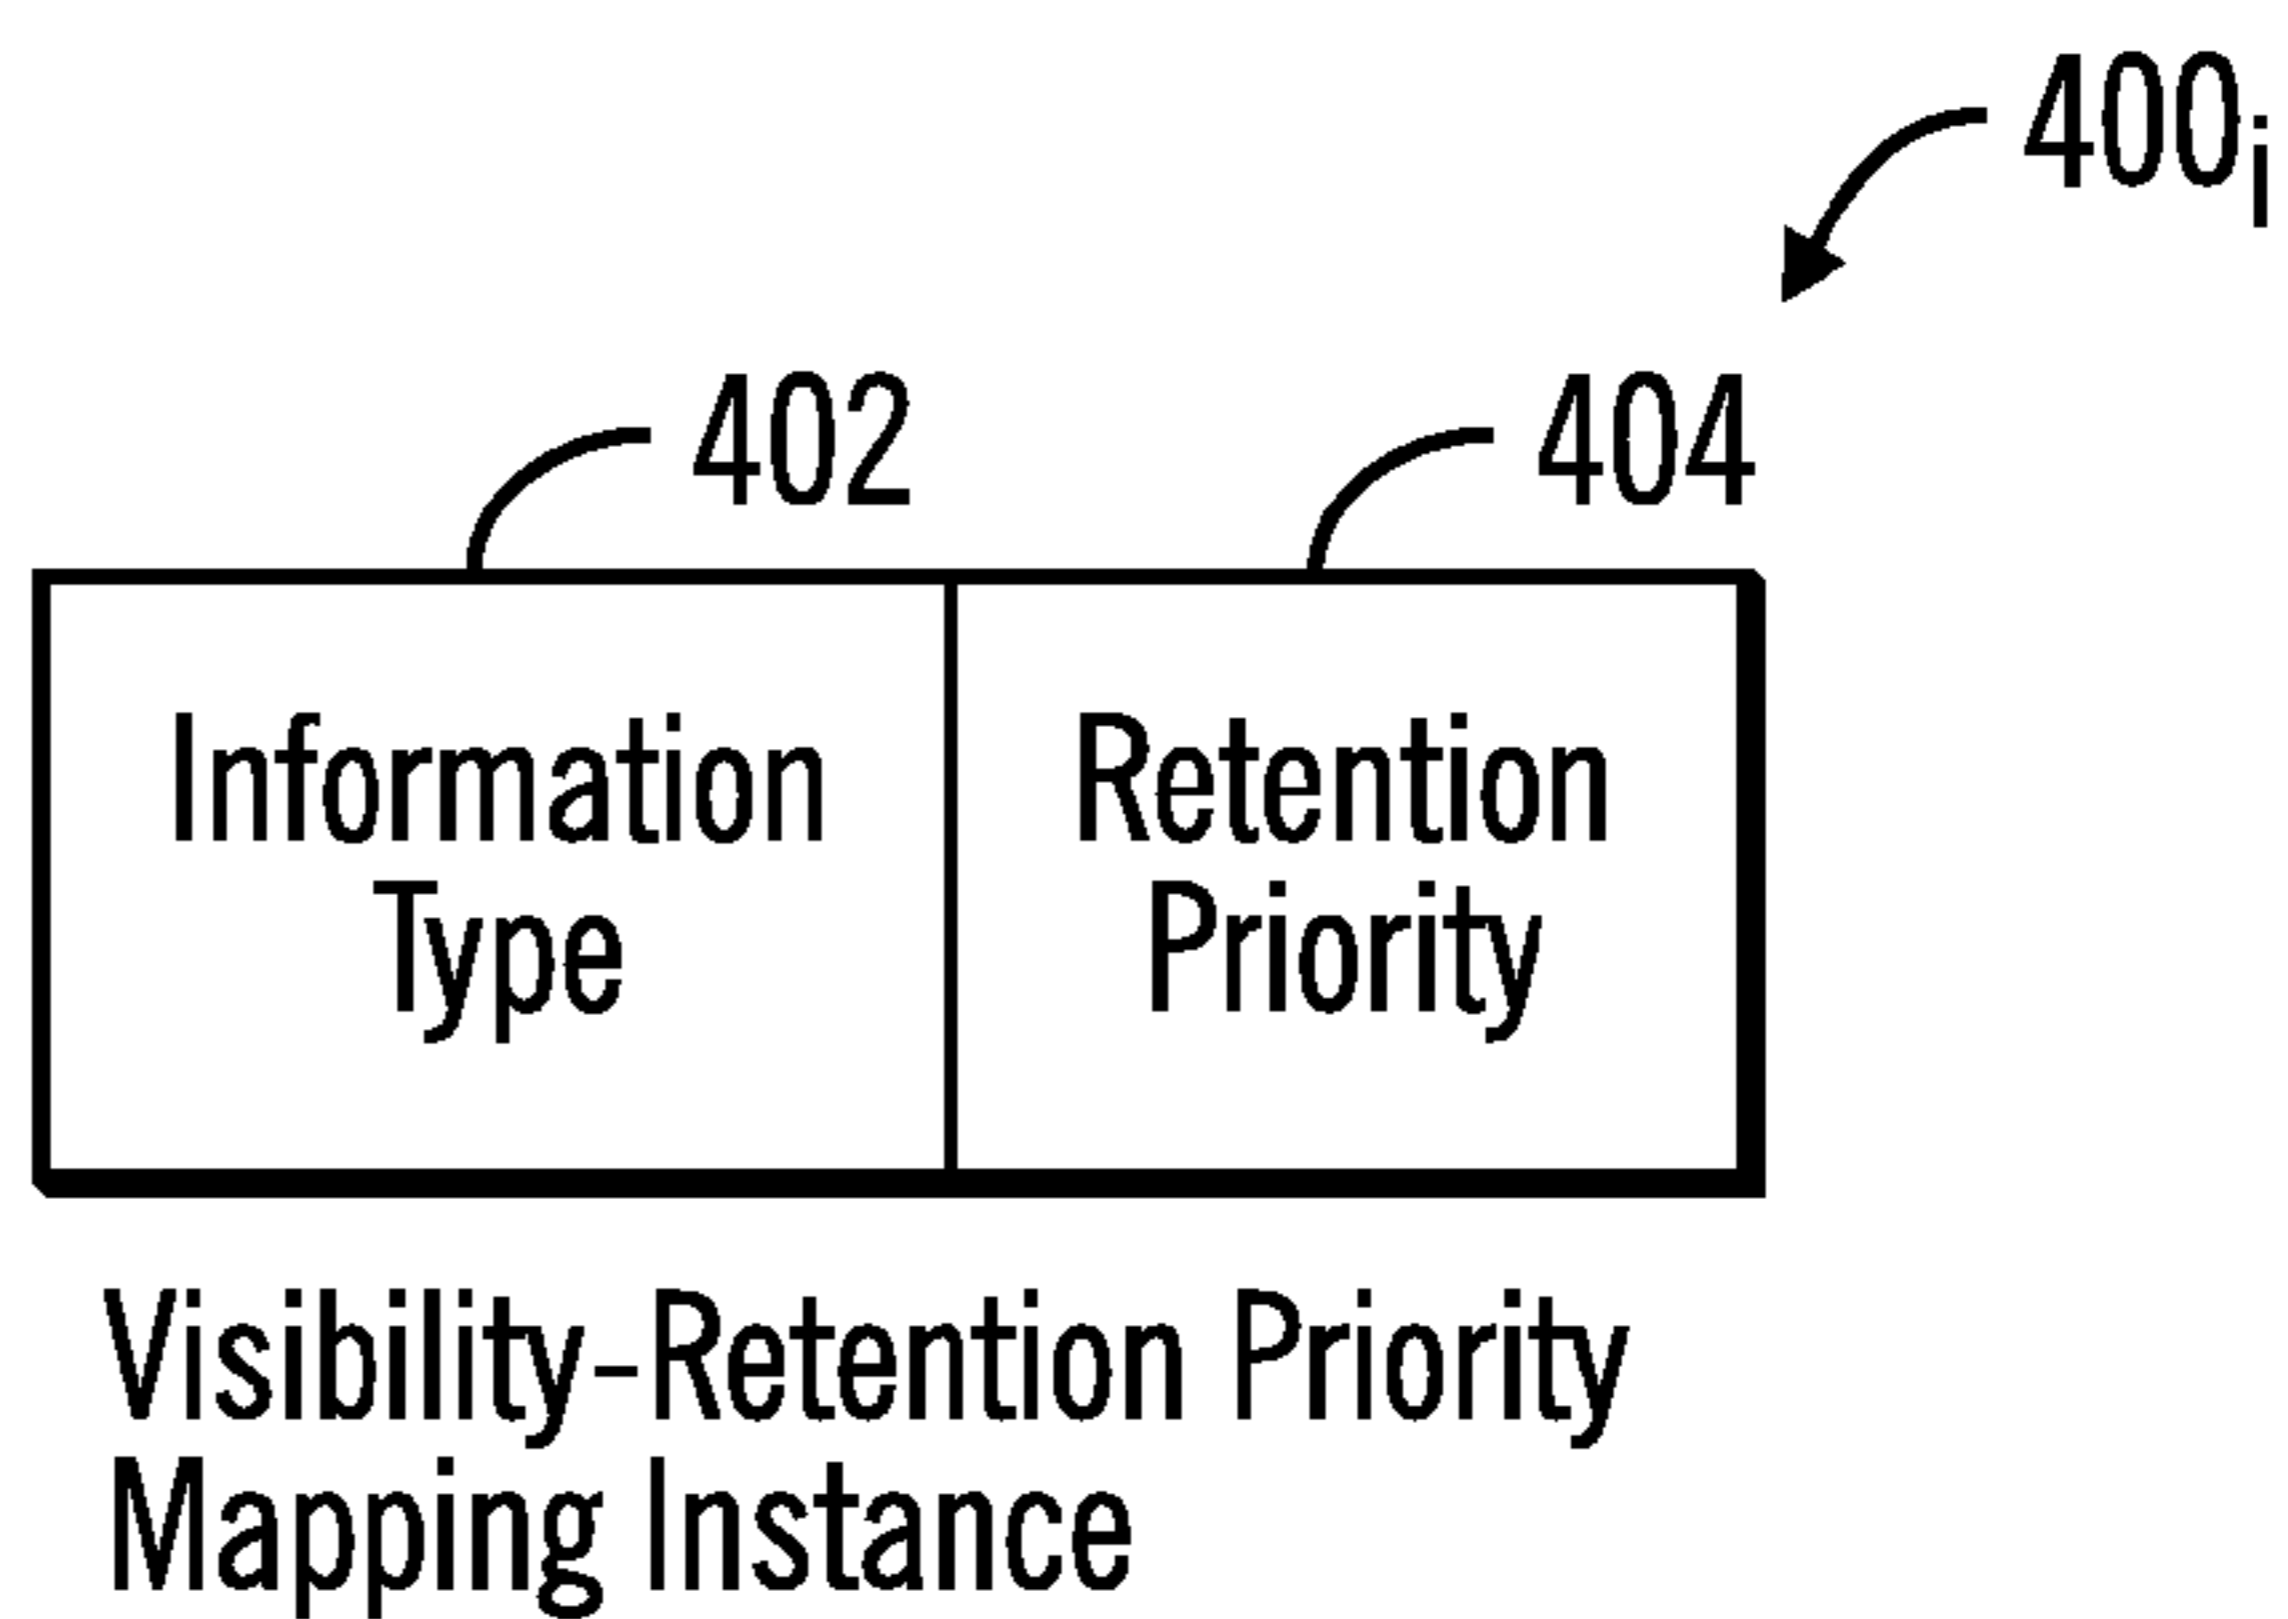 400i
402
404
Information
Type
Retention
Priority
Visibility-Retention Priority
Mapping Instance